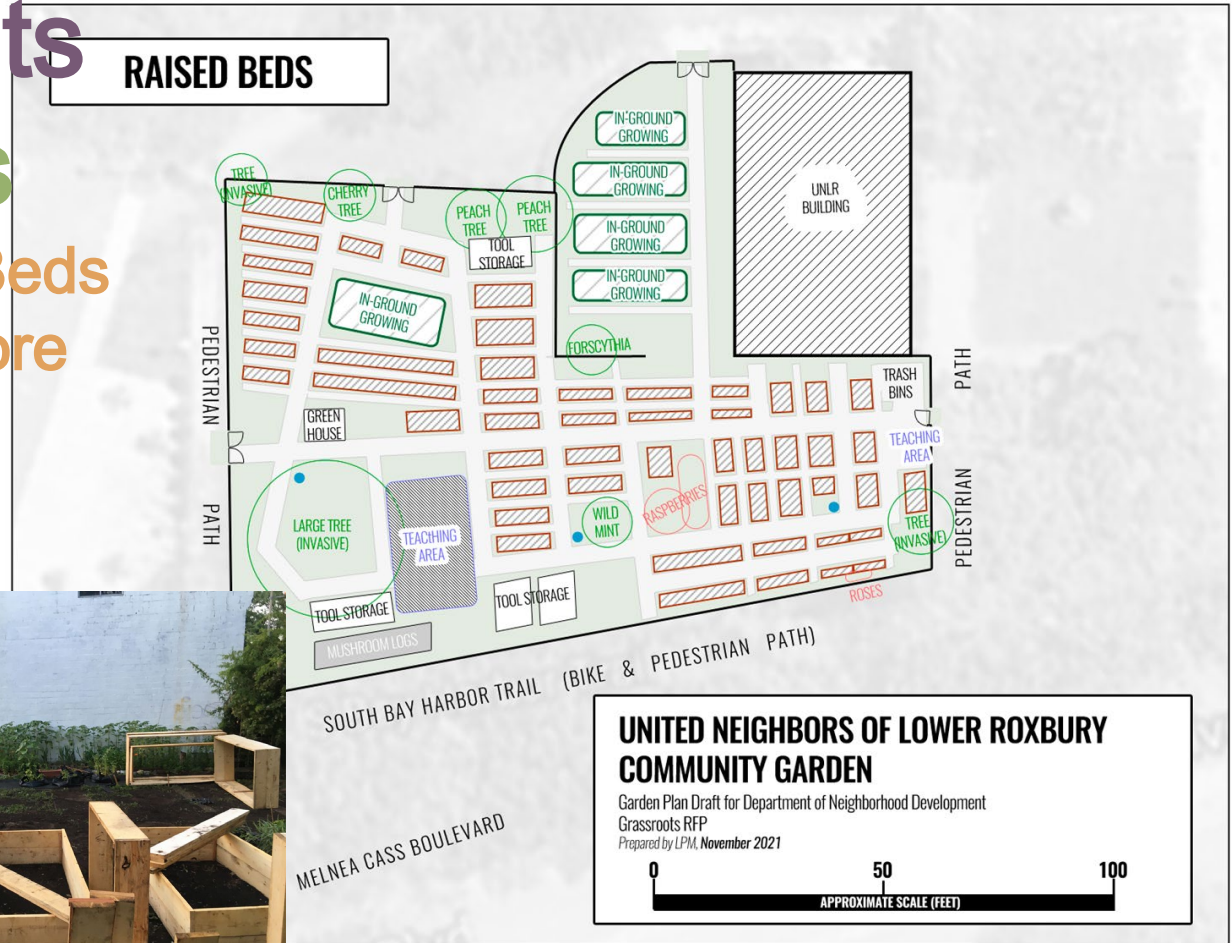 ts
RAISED BEDS
s
Beds
ore
TREE
(INVASIVE)
CHERRY
TREE
PEACH
TREE
PEACH
TREE
TOOL
STORAGE
IN-GROUND
GROWING
IN-GROUND
GROWING
IN-GROUND
GROWING
IN-GROUND
GROWING
UNLR
BUILDING
IN-GROUND
GROWING
FORSCYTHIA
PEDESTRIAN
PATH
GREEN
HOUSE
TRASH
BINS
PATH
PEDESTRIAN
TEACHING
AREA
LARGE TREE
(INVASIVE)
TEACHING
AREA
WILD
MINT
RASPBERRIES
TREE
(INVASIVE)
ROSES
TOOL STORAGE
TOOL STORAGE
MUSHROOM LOGS
SOUTH BAY HARBOR TRAIL (BIKE & PEDESTRIAN PATH)
MELNEA CASS BOULEVARD
UNITED NEIGHBORS OF LOWER ROXBURY
COMMUNITY GARDEN
Garden Plan Draft for Department of Neighborhood Development
Grassroots RFP
Prepared by LPM, November 2021
0 50 100
APPROXIMATE SCALE (FEET)